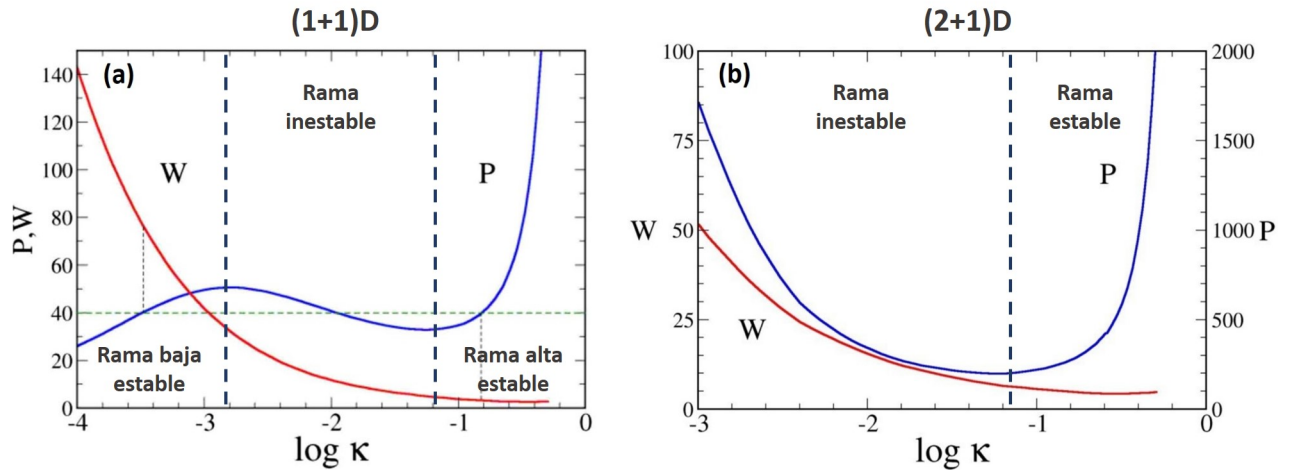 (1+1)D
(a)
Rama
inestable
W
P
P,W
140
120
100
80
60
40
20
0
Rama baja
estable
Rama alta
estable
-4
-3
-2
-1
0
log κ
(2+1)D
(b)
Rama
inestable
Rama
estable
P
W
W
P
100
75
50
25
0
2000
1500
1000
500
0
-3
-2
-1
0
log κ